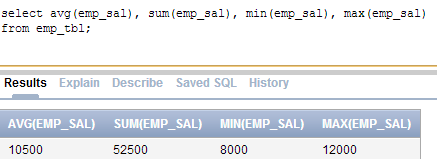 select avg(emp_sal), sum(emp_sal), min(emp_sal), max(emp_sal)
from emp_tbl;
Results Explain Describe Saved SQL History
AVG(EMP_SAL) SUM(EMP_SAL) MIN(EMP_SAL) MAX(EMP_SAL)
10500 52500 8000 12000